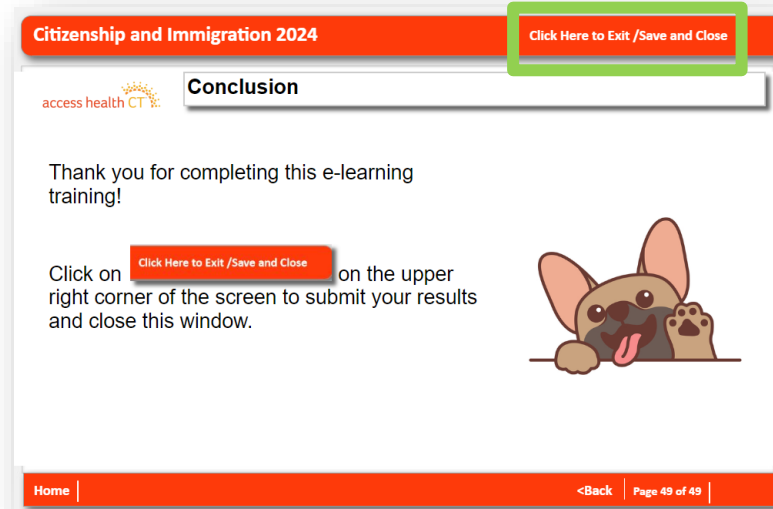 Citizenship and Immigration 2024
Click Here to Exit /Save and Close
access health CT
Conclusion
Thank you for completing this e-learning
training!
Click on Click Here to Exit /Save and Close on the upper
right corner of the screen to submit your results
and close this window.
Home
<Back
Page 49 of 49